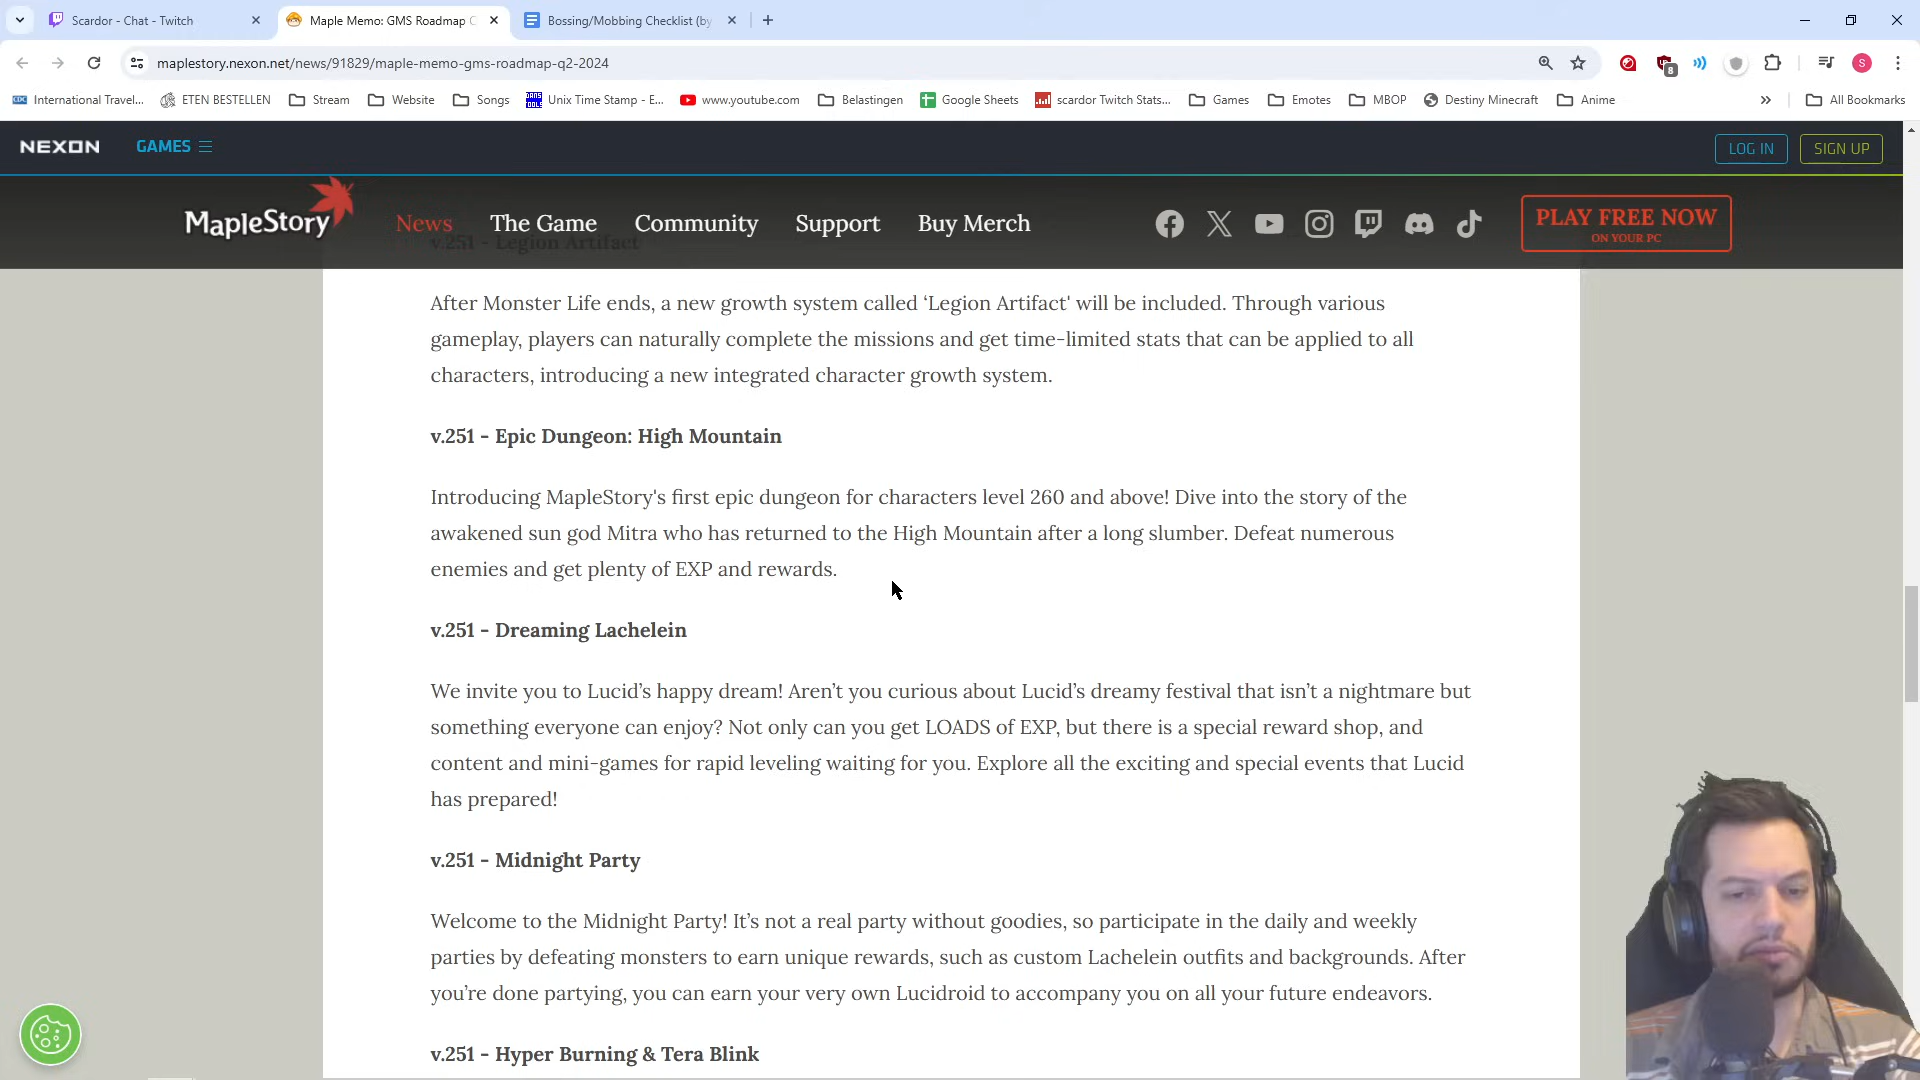 Scardor - Chat - Twitch
Maple Memo: GMS Roadmap
Bossing/Mobbing Checklist (by
maplestory.nexon.net/news/91829/maple-memo-gms-roadmap-q2-2024
8
S
International Travel...
ETEN BESTELLEN
Stream
Website
Songs
Unix Time Stamp - E...
www.youtube.com
Belastingen
Google Sheets
scardor Twitch Stats...
Games
Emotes
MBOP
Destiny Minecraft
Anime
All Bookmarks
NEXON
GAMES
LOG IN
SIGN UP
MapleStory
News
The Game
Community
Support
Buy Merch
PLAY FREE NOW
ON YOUR PC
v.251 - Legion Artifact
After Monster Life ends, a new growth system called ‘Legion Artifact' will be included. Through various
gameplay, players can naturally complete the missions and get time-limited stats that can be applied to all
characters, introducing a new integrated character growth system.
v.251 - Epic Dungeon: High Mountain
Introducing MapleStory's first epic dungeon for characters level 260 and above! Dive into the story of the
awakened sun god Mitra who has returned to the High Mountain after a long slumber. Defeat numerous
enemies and get plenty of EXP and rewards.
v.251 - Dreaming Lachelein
We invite you to Lucid’s happy dream! Aren’t you curious about Lucid’s dreamy festival that isn’t a nightmare but
something everyone can enjoy? Not only can you get LOADS of EXP, but there is a special reward shop, and
content and mini-games for rapid leveling waiting for you. Explore all the exciting and special events that Lucid
has prepared!
v.251 - Midnight Party
Welcome to the Midnight Party! It’s not a real party without goodies, so participate in the daily and weekly
parties by defeating monsters to earn unique rewards, such as custom Lachelein outfits and backgrounds. After
you’re done partying, you can earn your very own Lucidroid to accompany you on all your future endeavors.
v.251 - Hyper Burning & Tera Blink